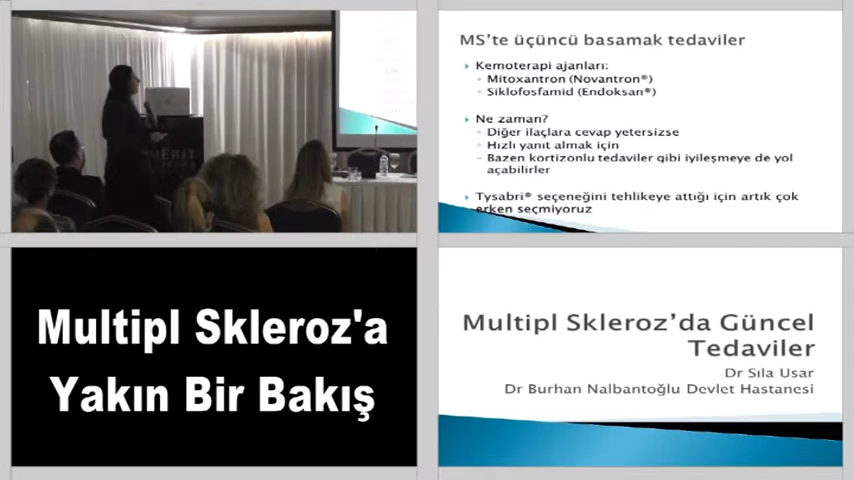 MERIT
MS'te üçüncü basamak tedaviler
Kemoterapi ajanları:
Mitoxantron (Novantron®)
Siklofosfamid (Endoksan®)
Ne zaman?
Diğer ilaçlara cevap yetersizse
Hızlı yanıt almak için
Bazen kortizonlu tedaviler gibi iyileşmeye de yol
açabilirler
Tysabri® seçeneğini tehlikeye attığı için artık çok
erken seçmiyoruz
Multipl Skleroz'a
Yakın Bir Bakış
Multipl Skleroz'da Güncel
Tedaviler
Dr Sıla Usar
Dr Burhan Nalbantoğlu Devlet Hastanesi